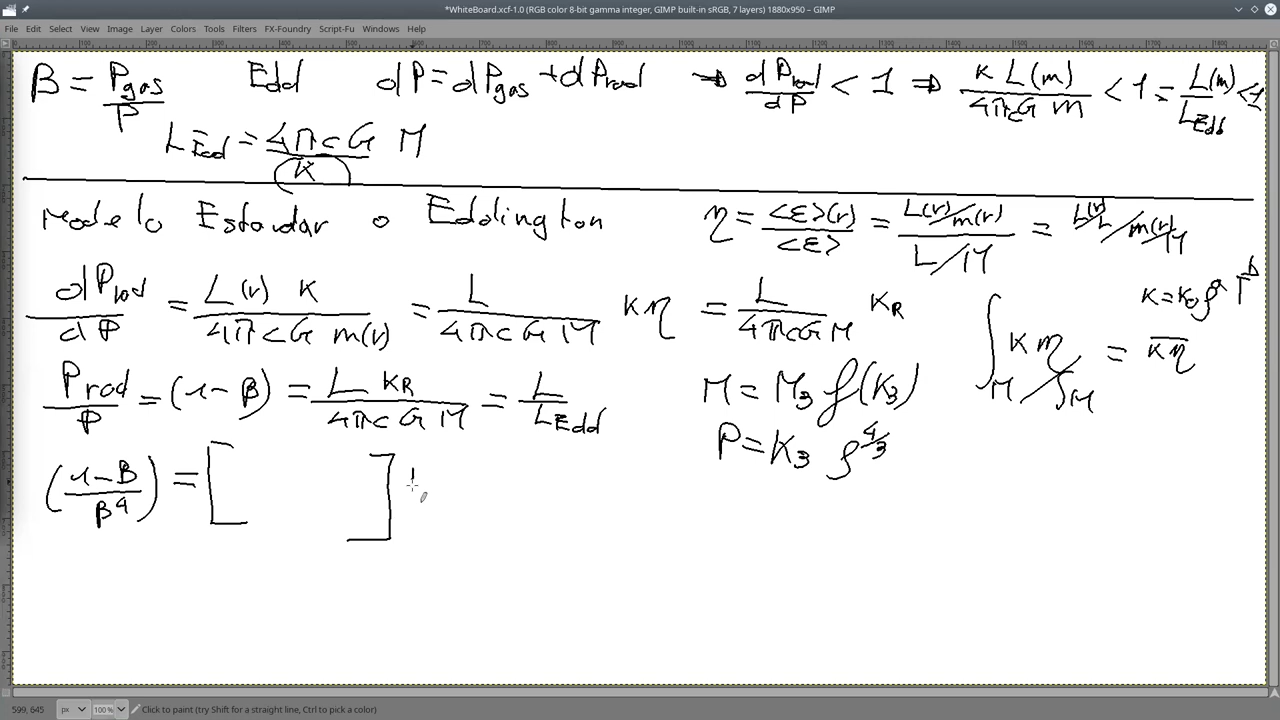 *WhiteBoard.xcf-1.0 (RGB color 8-bit gamma integer, GIMP built-in sRGB, 7 layers) 1880x950 – GIMP
File Edit Select View Image Layer Colors Tools Filters FX-Foundry Script-Fu Windows Help
β = Pgas/P Edd dP = dPgas + dPrad → dPrad/dP < 1 ⇒ κ L(m)/4πcG m < 1 = L(m)/LEdd < 1
LEdd = 4πcG M/κ
Modelo Estandar o Eddington η = <ε>(r)/<ε> = L(r)/m(r)/L/M = L(r)/L/m(r)/M
dPrad/dP = L(r) κ/4πcG m(r) = L/4πcG M κη = L/4πcG M κR
κ=κ0 ρ^a T^b
∫M κη/∫M = κη
Prad/P = (1-β) = L κR/4πcG M = L/LEdd M = M3 f(K3)
P = K3 ρ^4/3
(1-β/β^4) = [ ]
599, 645 px 100% Click to paint (try Shift for a straight line, Ctrl to pick a color)